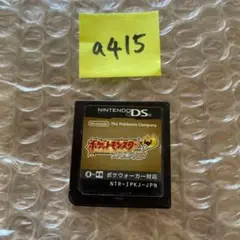 a415
NINTENDO DS
Nintendo The Pokémon Company
ポケットモンスター
ポケウォーカー対応
NTR-IPKJ-JPN